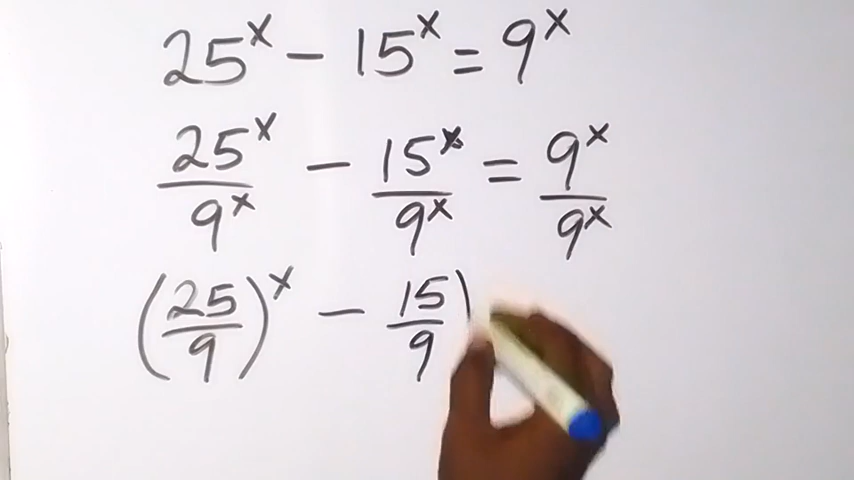 25^x - 15^x = 9^x
25^x/9^x - 15^x/9^x = 9^x/9^x
(25/9)^x - 15/9)